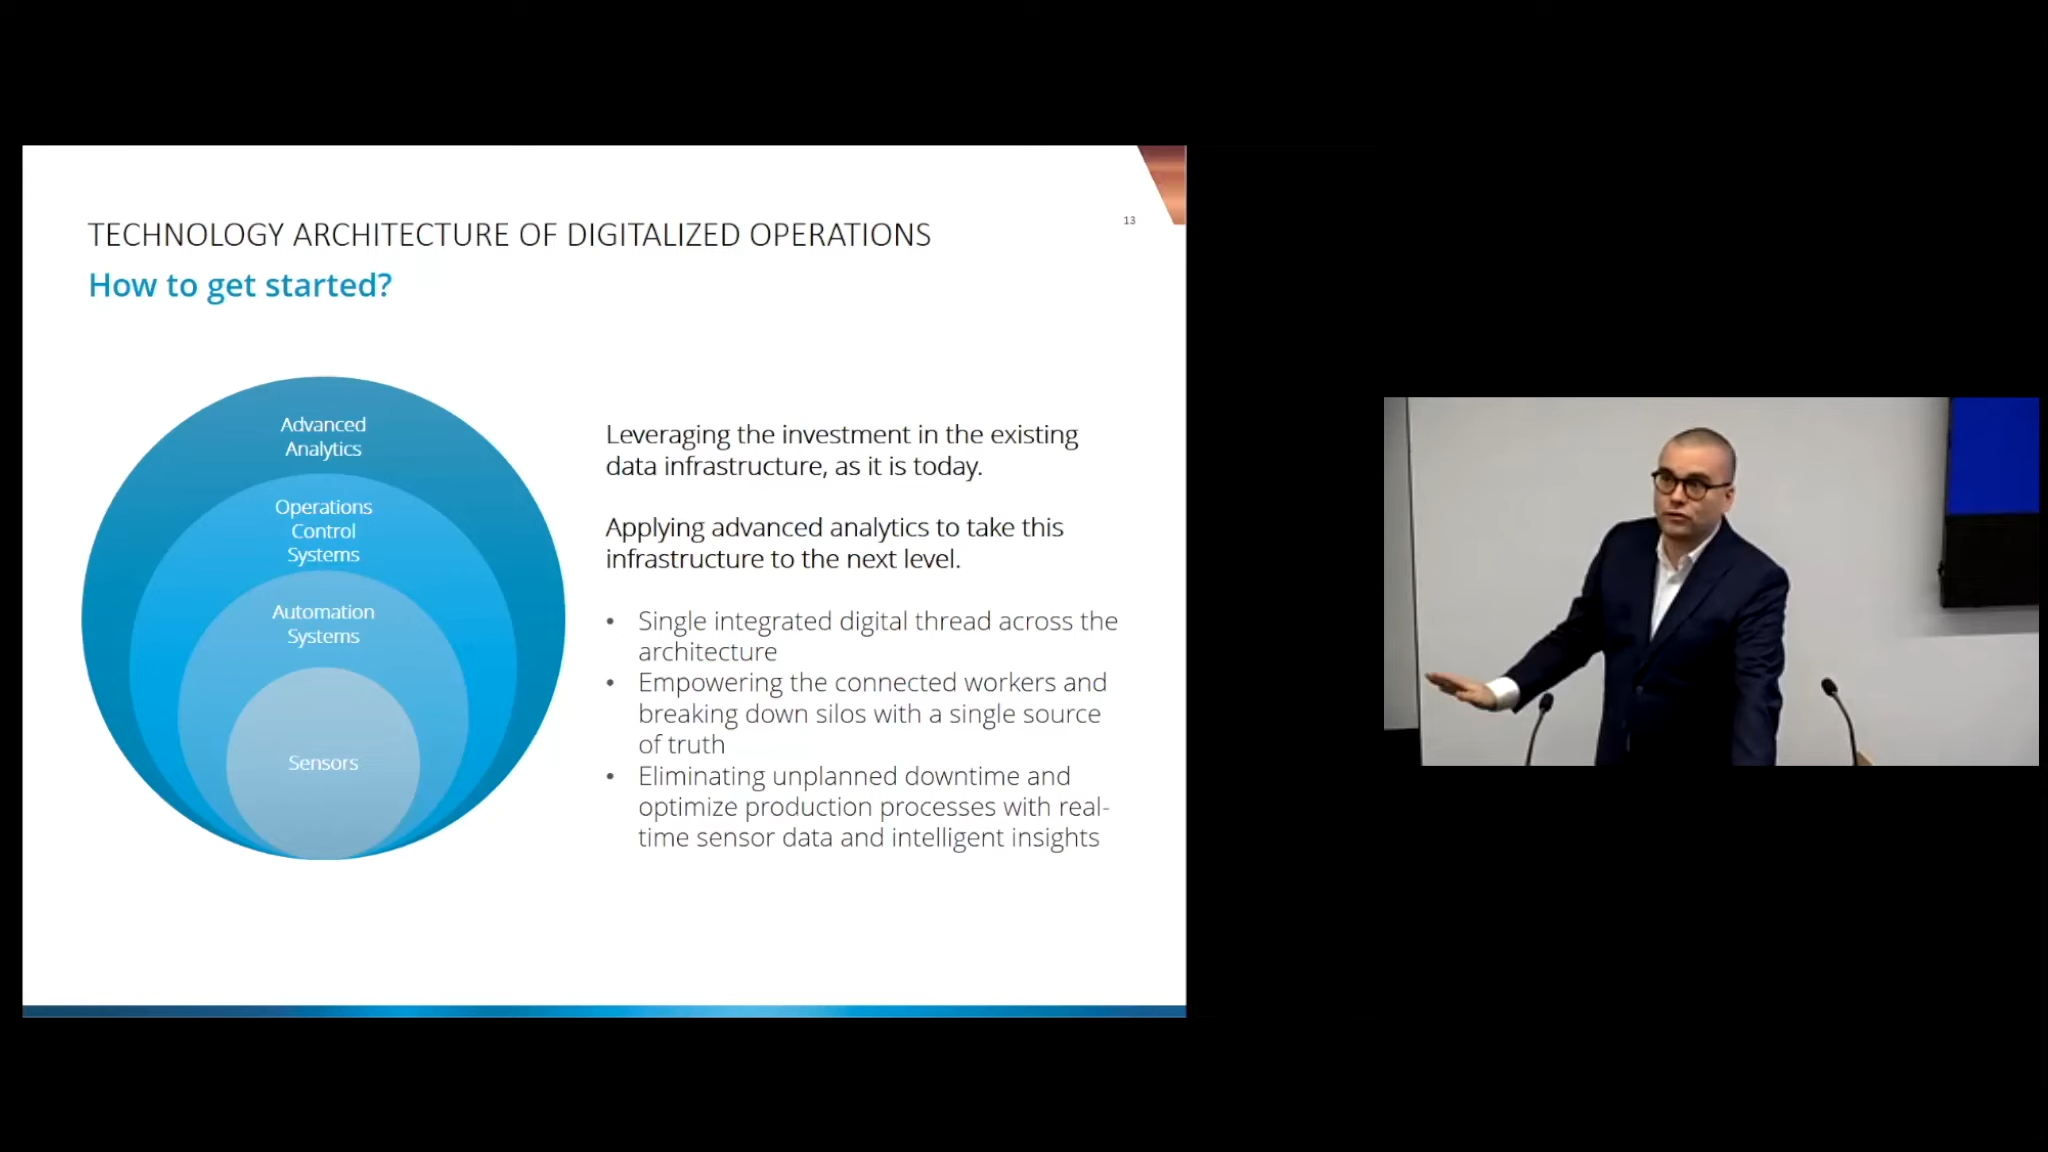 TECHNOLOGY ARCHITECTURE OF DIGITALIZED OPERATIONS
13
How to get started?
Advanced
Analytics
Operations
Control
Systems
Automation
Systems
Sensors
Leveraging the investment in the existing
data infrastructure, as it is today.
Applying advanced analytics to take this
infrastructure to the next level.
• Single integrated digital thread across the
architecture
• Empowering the connected workers and
breaking down silos with a single source
of truth
• Eliminating unplanned downtime and
optimize production processes with real-
time sensor data and intelligent insights